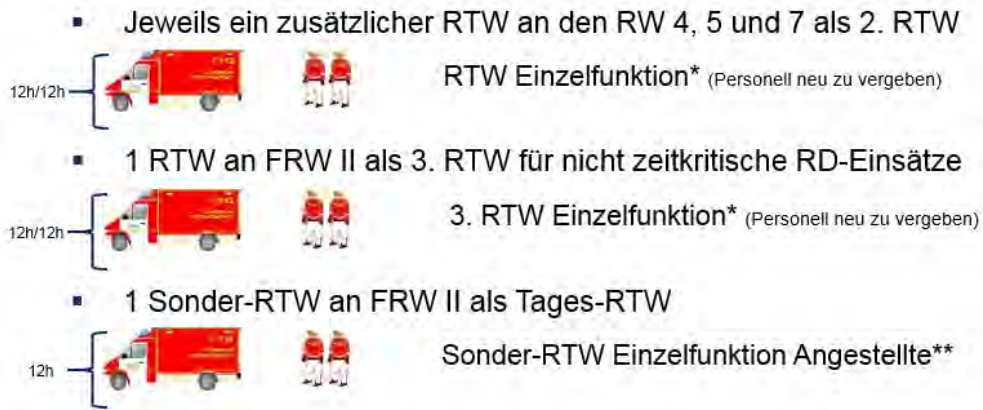 ▪ Jeweils ein zusätzlicher RTW an den RW 4, 5 und 7 als 2. RTW
12h/12h
RTW Einzelfunktion* (Personell neu zu vergeben)
▪ 1 RTW an FRW II als 3. RTW für nicht zeitkritische RD-Einsätze
12h/12h
3. RTW Einzelfunktion* (Personell neu zu vergeben)
▪ 1 Sonder-RTW an FRW II als Tages-RTW
12h
Sonder-RTW Einzelfunktion Angestellte**